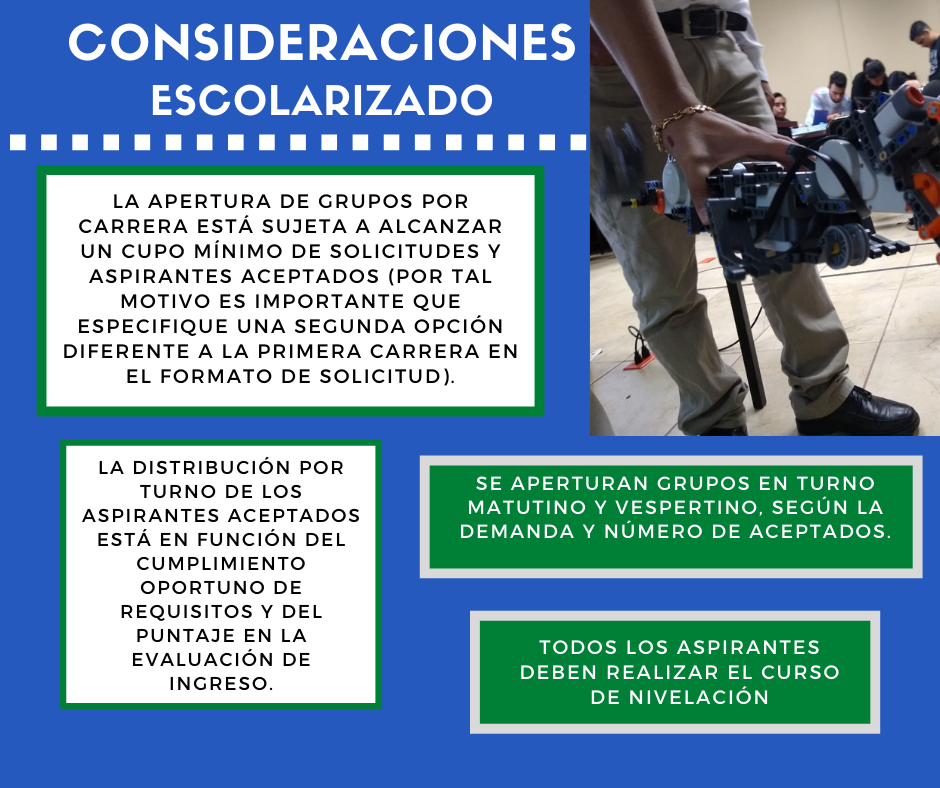 CONSIDERACIONES
ESCOLARIZADO
LA APERTURA DE GRUPOS POR
CARRERA ESTÁ SUJETA A ALCANZAR
UN CUPO MÍNIMO DE SOLICITUDES Y
ASPIRANTES ACEPTADOS (POR TAL
MOTIVO ES IMPORTANTE QUE
ESPECIFIQUE UNA SEGUNDA OPCIÓN
DIFERENTE A LA PRIMERA CARRERA EN
EL FORMATO DE SOLICITUD).
LA DISTRIBUCIÓN POR
TURNO DE LOS
ASPIRANTES ACEPTADOS
ESTÁ EN FUNCIÓN DEL
CUMPLIMIENTO
OPORTUNO DE
REQUISITOS Y DEL
PUNTAJE EN LA
EVALUACIÓN DE
INGRESO.
SE APERTURAN GRUPOS EN TURNO
MATUTINO Y VESPERTINO, SEGÚN LA
DEMANDA Y NÚMERO DE ACEPTADOS.
TODOS LOS ASPIRANTES
DEBEN REALIZAR EL CURSO
DE NIVELACIÓN